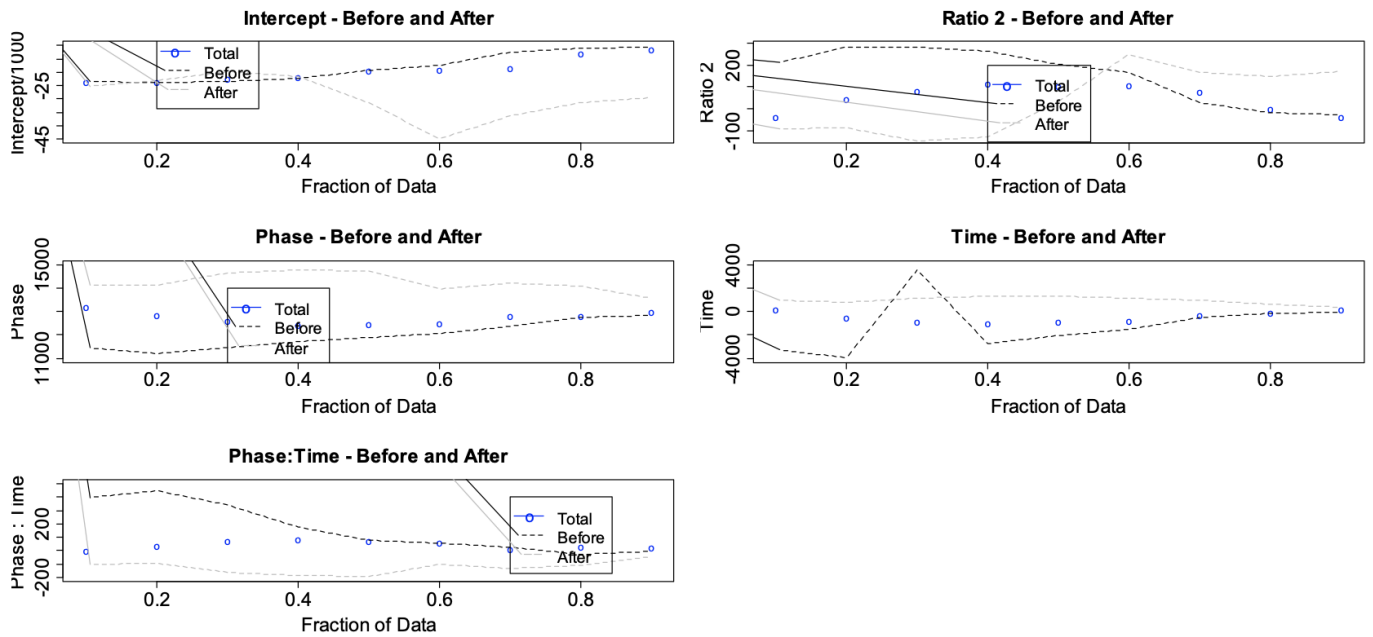 Intercept - Before and After
Intercept/1000
-25
-45
Total
Before
After
0.2 0.4 0.6 0.8
Fraction of Data
Ratio 2 - Before and After
Ratio 2
200
-100
Total
Before
After
0.2 0.4 0.6 0.8
Fraction of Data
Phase - Before and After
Phase
15000
11000
Total
Before
After
0.2 0.4 0.6 0.8
Fraction of Data
Time - Before and After
Time
4000
0
-4000
0.2 0.4 0.6 0.8
Fraction of Data
Phase:Time - Before and After
Phase : Time
200
-200
Total
Before
After
0.2 0.4 0.6 0.8
Fraction of Data